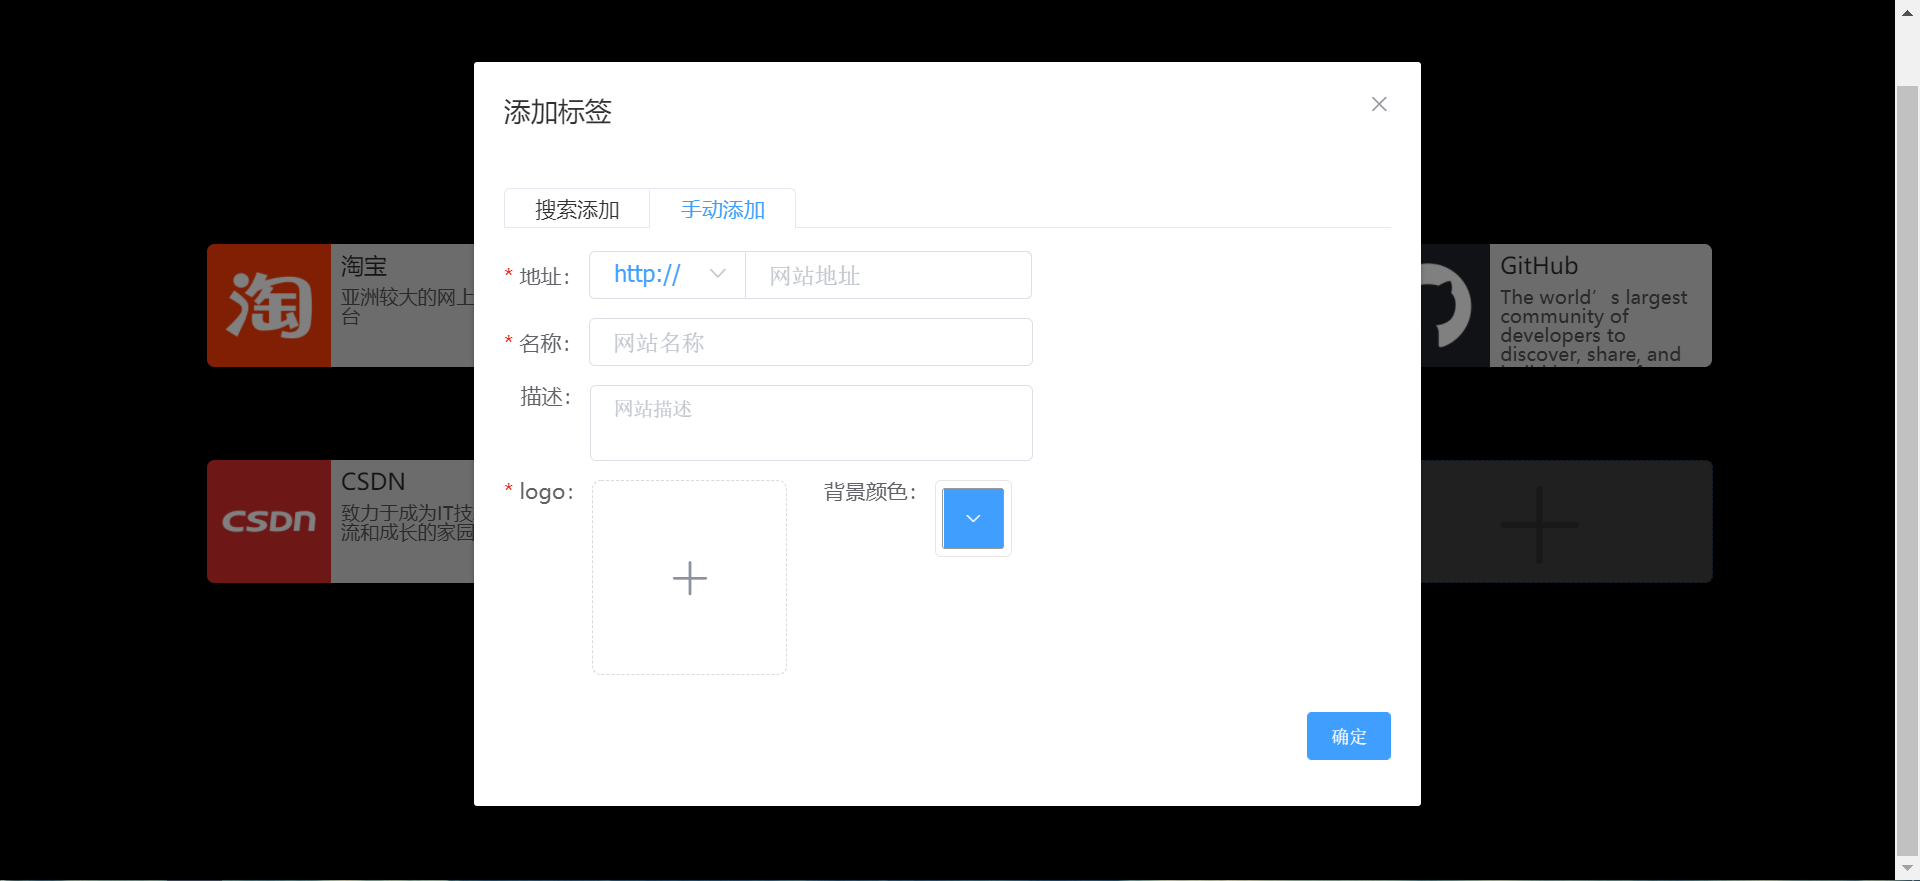 添加标签
搜索添加
手动添加
* 地址:
http://
网站地址
* 名称:
网站名称
描述:
网站描述
* logo:
背景颜色:
确定
淘
淘宝
亚洲较大的网上
台
GitHub
The world's largest
community of
developers to
discover, share, and
CSDN
CSDN
致力于成为IT技
流和成长的家园